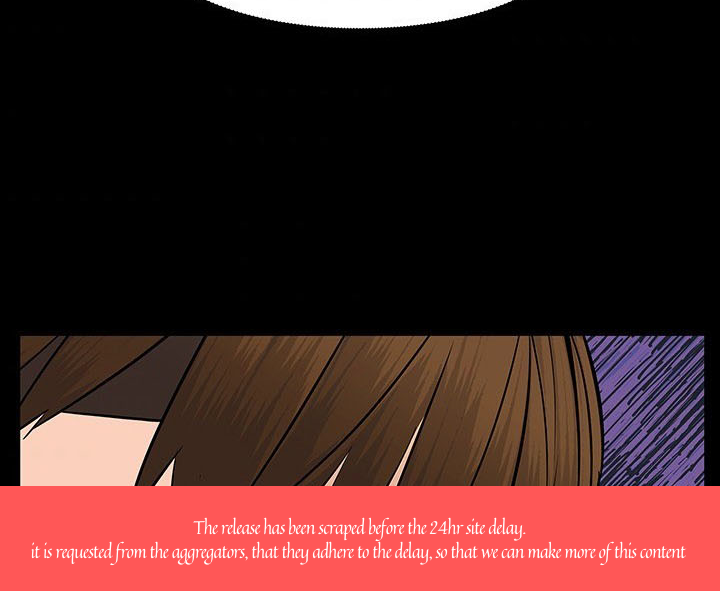 The release has been scraped before the 24hr site delay.
it is requested from the aggregators, that they adhere to the delay, so that we can make more of this content